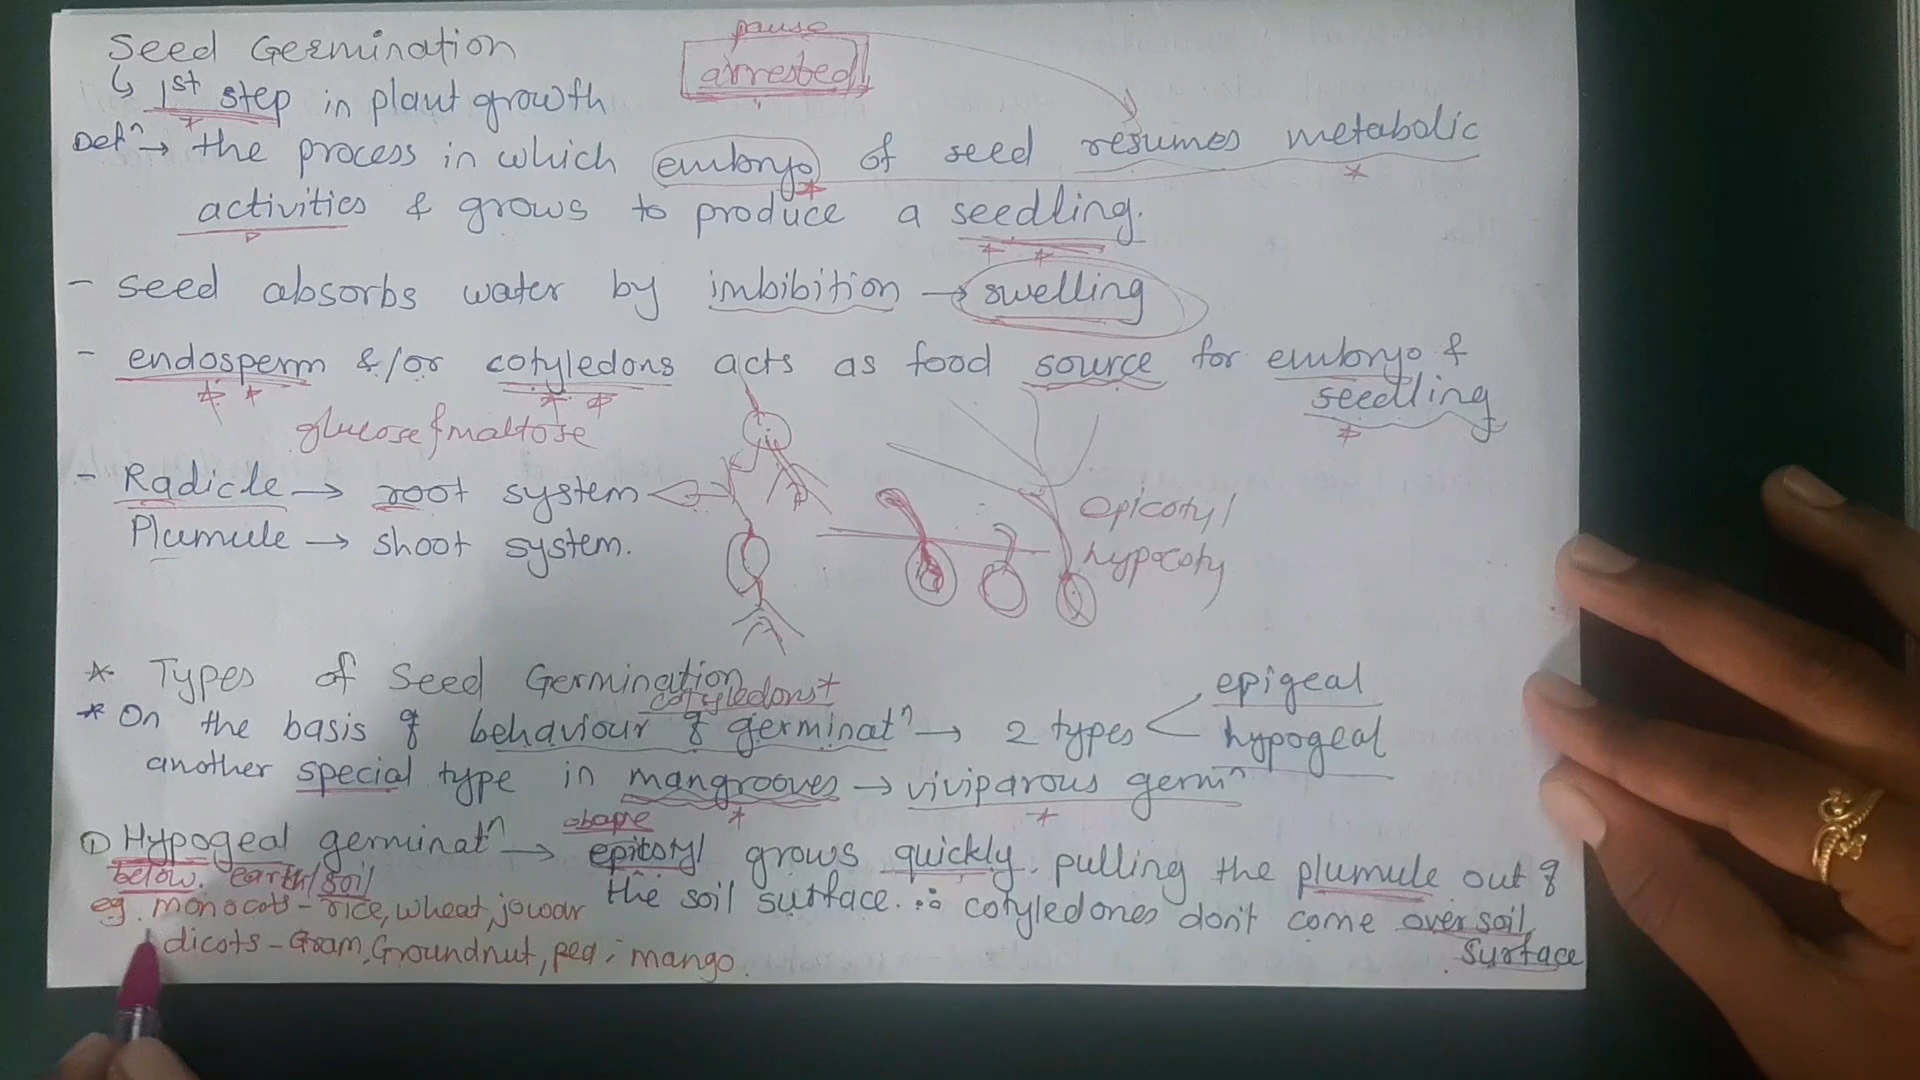 Seed Germination
pause
arrested!
↳ 1st step in plant growth
Defⁿ → the process in which embryo of seed resumes metabolic
activities & grows to produce a seedling.
- seed absorbs water by imbibition → swelling
- endosperm &/or cotyledons acts as food source for embryo &
seedling
glucose & maltose
- Radicle → root system
Plumule → shoot system.
epicotyl
hypocoty
* Types of Seed Germination
cotyledons
* On the basis of behaviour of germinatⁿ → 2 types < epigeal
hypogeal
another special type in mangrooves → viviparous germⁿ
above
① Hypogeal germinatⁿ → epicotyl grows quickly pulling the plumule out of
below earth/soil
the soil surface. ∴ cotyledones don't come over soil
surface
eg. monocots - rice, wheat, jowar
dicots - Gram, Groundnut, pea, mango.